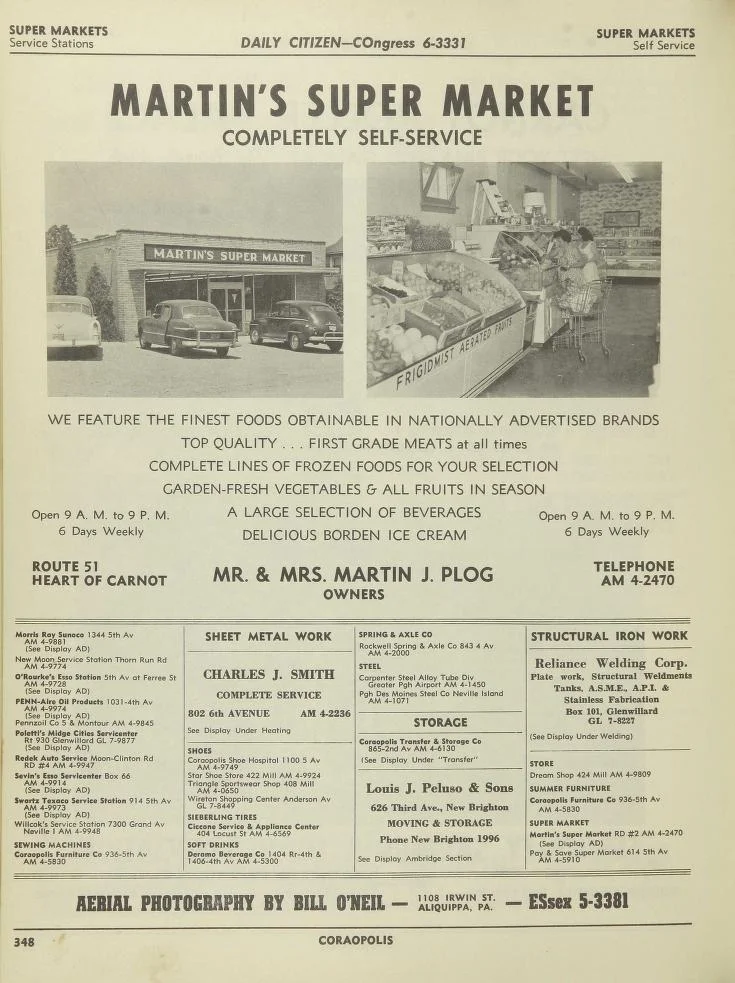 SUPER MARKETS
Service Stations
DAILY CITIZEN—COngress 6-3331
SUPER MARKETS
Self Service
MARTIN'S SUPER MARKET
COMPLETELY SELF-SERVICE
MARTIN'S SUPER MARKET
FRIGIDMIST AERATED FRUITS
WE FEATURE THE FINEST FOODS OBTAINABLE IN NATIONALLY ADVERTISED BRANDS
TOP QUALITY . . . FIRST GRADE MEATS at all times
COMPLETE LINES OF FROZEN FOODS FOR YOUR SELECTION
GARDEN-FRESH VEGETABLES & ALL FRUITS IN SEASON
A LARGE SELECTION OF BEVERAGES
DELICIOUS BORDEN ICE CREAM
Open 9 A. M. to 9 P. M.
6 Days Weekly
Open 9 A. M. to 9 P. M.
6 Days Weekly
ROUTE 51
HEART OF CARNOT
MR. & MRS. MARTIN J. PLOG
OWNERS
TELEPHONE
AM 4-2470
Morris Ray Sunoco 1344 5th Av
AM 4-9881
(See Display AD)
New Moon Service Station Thorn Run Rd
AM 4-9774
O'Rourke's Esso Station 5th Av at Ferree St
AM 4-9728
(See Display AD)
PENN-Aire Oil Products 1031-4th Av
AM 4-9974
(See Display AD)
Pennzoil Co 5 & Montour AM 4-9845
Poletti's Midge Cities Servicenter
Rt 930 Glenwillard GL 7-9877
(See Display AD)
Redek Auto Service Moon-Clinton Rd
RD #4 AM 4-9947
Sevin's Esso Servicenter Box 66
AM 4-9914
(See Display AD)
Swartz Texaco Service Station 914 5th Av
AM 4-9973
(See Display AD)
Willcok's Service Station 7300 Grand Av
Neville I AM 4-9948
SEWING MACHINES
Coraopolis Furniture Co 936-5th Av
AM 4-5830
SHEET METAL WORK
CHARLES J. SMITH
COMPLETE SERVICE
802 6th AVENUE AM 4-2236
See Display Under Heating
SHOES
Coraopolis Shoe Hospital 1100 5 Av
AM 4-9749
Star Shoe Store 422 Mill AM 4-9924
Triangle Sportswear Shop 408 Mill
AM 4-0650
Wireton Shopping Center Anderson Av
GL 7-8449
SIEBERLING TIRES
Ciccone Service & Appliance Center
404 Locust St AM 4-6569
SOFT DRINKS
Deramo Beverage Co 1404 Rr-4th &
1406-4th Av AM 4-5300
SPRING & AXLE CO
Rockwell Spring & Axle Co 843 4 Av
AM 4-2000
STEEL
Carpenter Steel Alloy Tube Div
Greater Pgh Airport AM 4-1450
Pgh Des Moines Steel Co Neville Island
AM 4-1071
STORAGE
Coraopolis Transfer & Storage Co
865-2nd Av AM 4-6130
(See Display Under "Transfer"
Louis J. Peluso & Sons
626 Third Ave., New Brighton
MOVING & STORAGE
Phone New Brighton 1996
See Display Ambridge Section
STRUCTURAL IRON WORK
Reliance Welding Corp.
Plate work, Structural Weldments
Tanks, A.S.M.E., A.P.I. &
Stainless Fabrication
Box 101, Glenwillard
GL 7-8227
(See Display Under Welding)
STORE
Dream Shop 424 Mill AM 4-9809
SUMMER FURNITURE
Coraopolis Furniture Co 936-5th Av
AM 4-5830
SUPER MARKET
Martin's Super Market RD #2 AM 4-2470
(See Display AD)
Pay & Save Super Market 614 5th Av
AM 4-5910
AERIAL PHOTOGRAPHY BY BILL O'NEIL — 1108 IRWIN ST. ALIQUIPPA, PA. — ESsex 5-3381
348
CORAOPOLIS